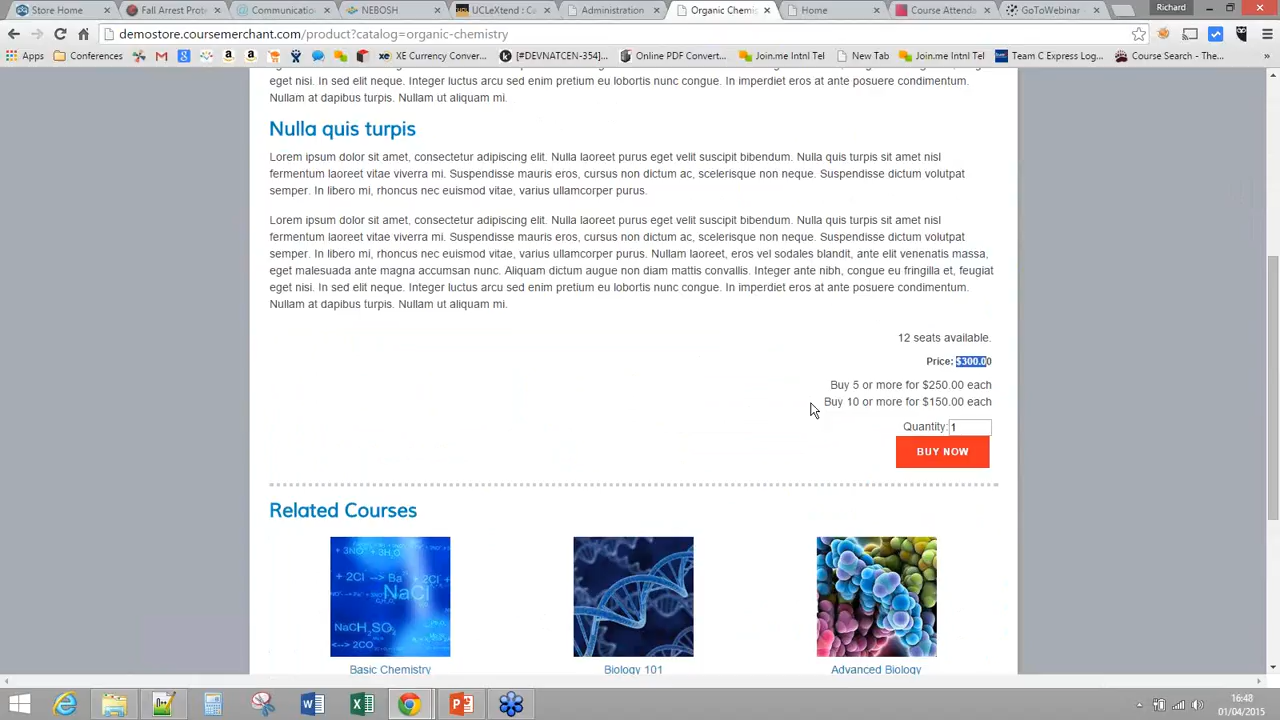 Store Home
Fall Arrest Prote
Communication
NEBOSH
UCLeXtend : Co
Administration
Organic Chemis
Home
Course Attenda
GoToWebinar
Richard
demostore.coursemerchant.com/product?catalog=organic-chemistry
Apps
Conferences
XE Currency Conver...
[#DEVNATCEN-354]...
Online PDF Convert...
Join.me Intnl Tel
New Tab
Join.me Intnl Tel
Team C Express Log...
Course Search - The...
eget nisi. In sed elit neque. Integer luctus arcu sed enim pretium eu lobortis nunc congue. In imperdiet eros at ante posuere condimentum.
Nullam at dapibus turpis. Nullam ut aliquam mi.
Nulla quis turpis
Lorem ipsum dolor sit amet, consectetur adipiscing elit. Nulla laoreet purus eget velit suscipit bibendum. Nulla quis turpis sit amet nisl
fermentum laoreet vitae viverra mi. Suspendisse mauris eros, cursus non dictum ac, scelerisque non neque. Suspendisse dictum volutpat
semper. In libero mi, rhoncus nec euismod vitae, varius ullamcorper purus.
Lorem ipsum dolor sit amet, consectetur adipiscing elit. Nulla laoreet purus eget velit suscipit bibendum. Nulla quis turpis sit amet nisl
fermentum laoreet vitae viverra mi. Suspendisse mauris eros, cursus non dictum ac, scelerisque non neque. Suspendisse dictum volutpat
semper. In libero mi, rhoncus nec euismod vitae, varius ullamcorper purus. Nullam laoreet, eros vel sodales blandit, ante elit venenatis massa,
eget malesuada ante magna accumsan nunc. Aliquam dictum augue non diam mattis convallis. Integer ante nibh, congue eu fringilla et, feugiat
eget nisi. In sed elit neque. Integer luctus arcu sed enim pretium eu lobortis nunc congue. In imperdiet eros at ante posuere condimentum.
Nullam at dapibus turpis. Nullam ut aliquam mi.
12 seats available.
Price: $300.00
Buy 5 or more for $250.00 each
Buy 10 or more for $150.00 each
Quantity: 1
BUY NOW
Related Courses
Basic Chemistry
Biology 101
Advanced Biology
16:48
01/04/2015